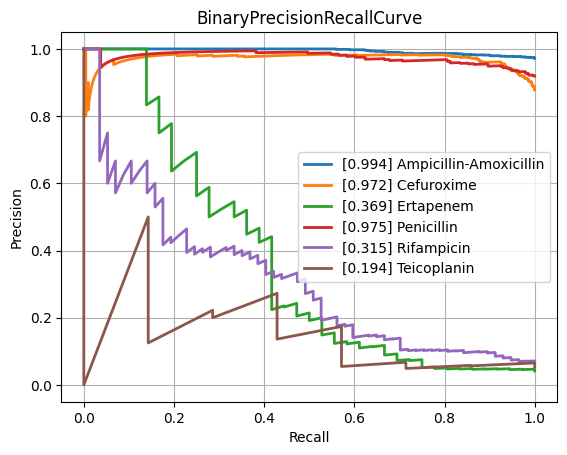 BinaryPrecisionRecallCurve
1.0
0.8
0.6
0.4
0.2
0.0
Precision
[0.994] Ampicillin-Amoxicillin
[0.972] Cefuroxime
[0.369] Ertapenem
[0.975] Penicillin
[0.315] Rifampicin
[0.194] Teicoplanin
0.0 0.2 0.4 0.6 0.8 1.0
Recall